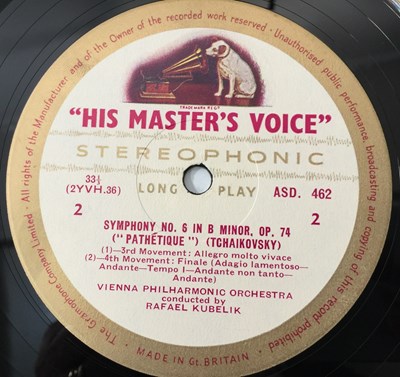 All rights of the Manufacturer and of the Owner of the recorded work reserved · Unauthorised public performance, broadcasting and copying of this record prohibited
TRADE MARK REGD
"HIS MASTER'S VOICE"
STEREOPHONIC
33⅓
(2YVH.36)
LONG PLAY
ASD. 462
2
2
SYMPHONY NO. 6 IN B MINOR, OP. 74
("PATHÉTIQUE") (TCHAIKOVSKY)
(1)—3rd Movement: Allegro molto vivace
(2)—4th Movement: Finale (Adagio lamentoso—
Andante—Tempo I—Andante non tanto—
Andante)
VIENNA PHILHARMONIC ORCHESTRA
conducted by
RAFAEL KUBELIK
The Gramophone Company Limited ·
MADE IN Gt. BRITAIN